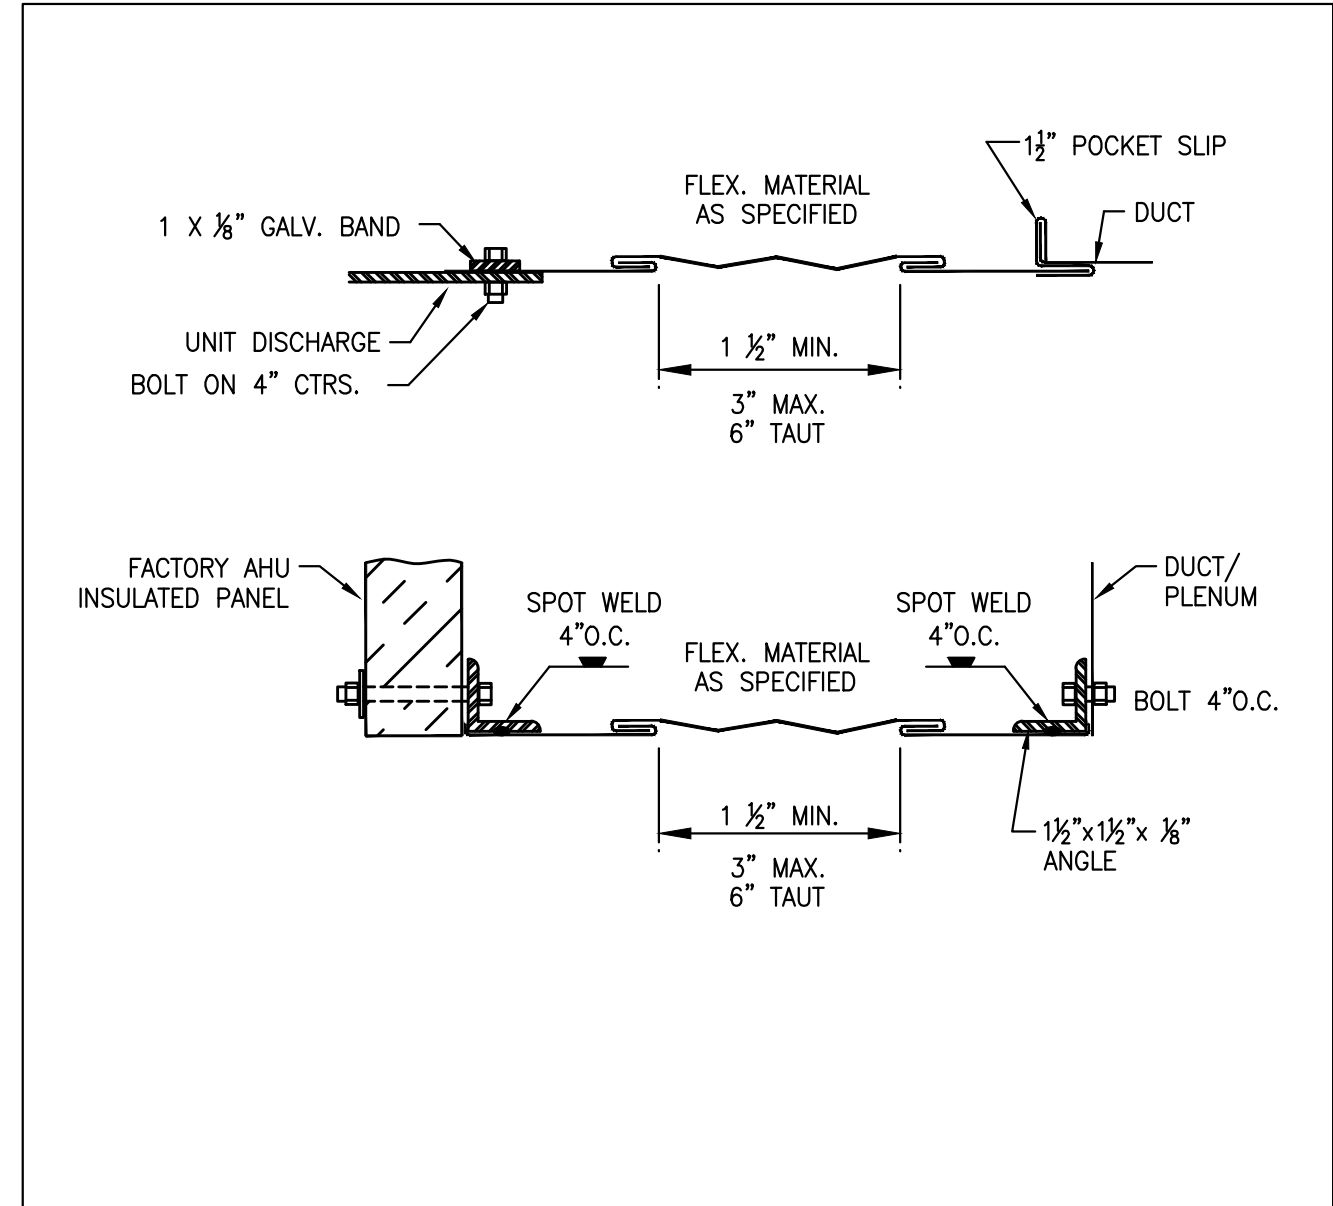 1½" POCKET SLIP
FLEX. MATERIAL
AS SPECIFIED
DUCT
1 X ⅛" GALV. BAND
UNIT DISCHARGE
BOLT ON 4" CTRS.
1 ½" MIN.
3" MAX.
6" TAUT
FACTORY AHU
INSULATED PANEL
SPOT WELD
4"O.C.
FLEX. MATERIAL
AS SPECIFIED
SPOT WELD
4"O.C.
DUCT/
PLENUM
BOLT 4"O.C.
1 ½" MIN.
3" MAX.
6" TAUT
1½"x1½"x ⅛"
ANGLE